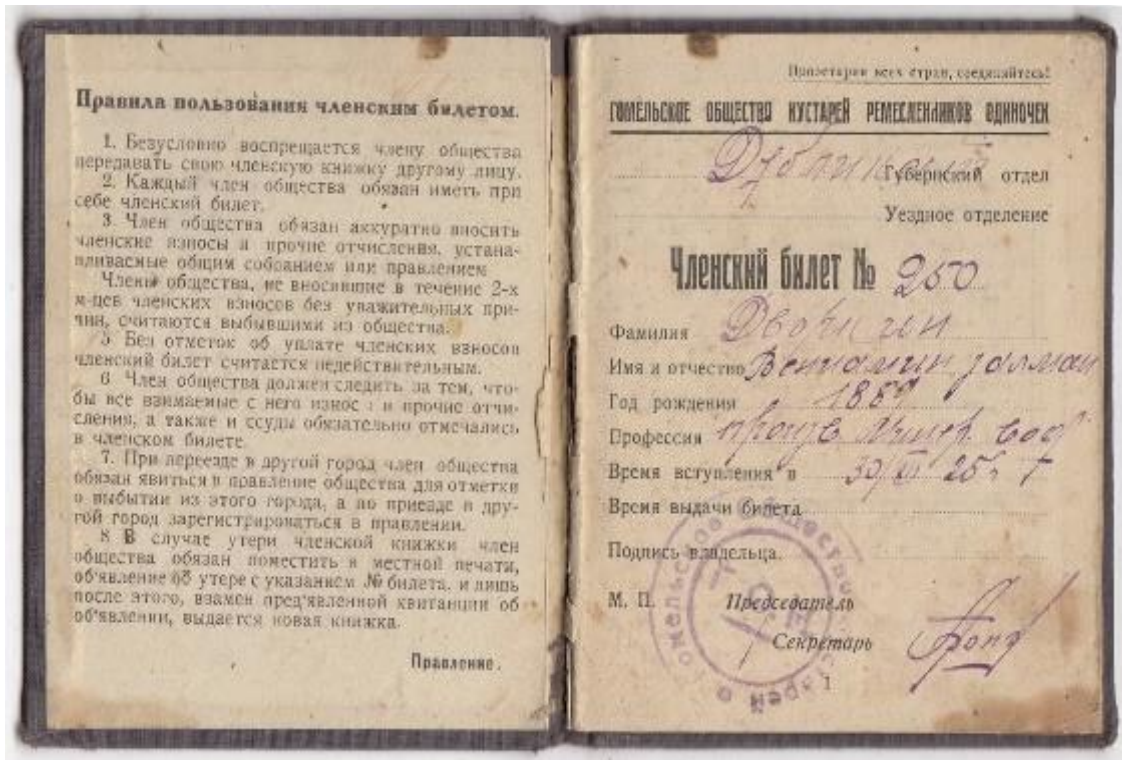 Правила пользования членским билетом.
1. Безусловно воспрещается члену общества
передавать свою членскую книжку другому лицу.
2. Каждый член общества обязан иметь при
себе членский билет.
3. Член общества обязан аккуратно вносить
членские взносы и прочие отчисления, устана-
вливаемые общим собранием или правлением
Члены общества, не вносившие в течение 2-х
м-цев членских взносов без уважительных при-
чин, считаются выбывшими из общества.
5. Без отметок об уплате членских взносов
членский билет считается недействительным.
6. Член общества должен следить за тем, что-
бы все взимаемые с него взносы и прочие отчи-
сления, а также и ссуды обязательно отмечались
в членском билете.
7. При переезде в другой город член общества
обязан явиться в правление общества для отметки
о выбытии из этого города, а по приезде в дру-
гой город зарегистрироваться в правлении.
8. В случае утери членской книжки член
общества обязан поместить в местной печати,
об'явление об утере с указанием № билета, и лишь
после этого, взамен пред'явленной квитанции об
об'явлении, выдается новая книжка.
Правление.
Пролетарии всех стран, соединяйтесь!
ГОМЕЛЬСКОЕ ОБЩЕСТВО КУСТАРЕЙ РЕМЕСЛЕННИКОВ ОДИНОЧЕК
Губернский отдел
Уездное отделение
Членский билет № 250
Фамилия
Имя и отчество Вениамин Залман
Год рождения 1889
Профессия
Время вступления в 30/XI 25 г
Время выдачи билета
Подпись владельца.
М. П. Председатель
Секретарь
1